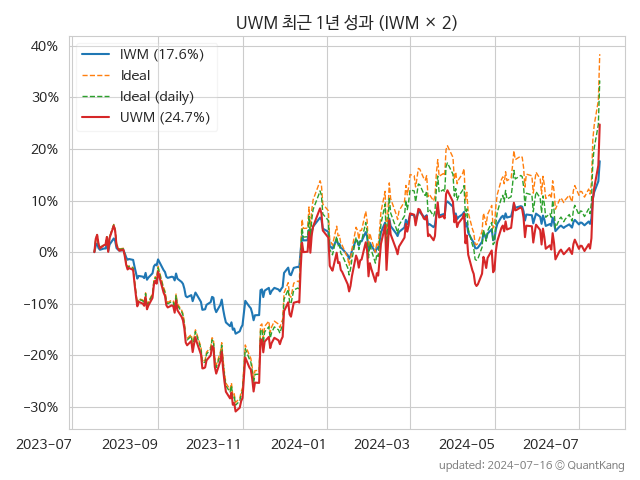 UWM 최근 1년 성과 (IWM × 2)
40%
30%
20%
10%
0%
−10%
−20%
−30%
IWM (17.6%)
Ideal
Ideal (daily)
UWM (24.7%)
2023-07
2023-09
2023-11
2024-01
2024-03
2024-05
2024-07
updated: 2024-07-16 © QuantKang